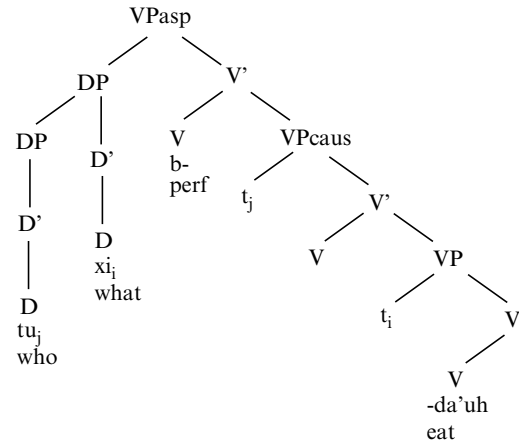 VPasp
DP V'
DP D' V VPcaus
b-
perf
D' D t_j V'
xi_i
what
D V VP
tu_j
who
t_i V
V
-da'uh
eat